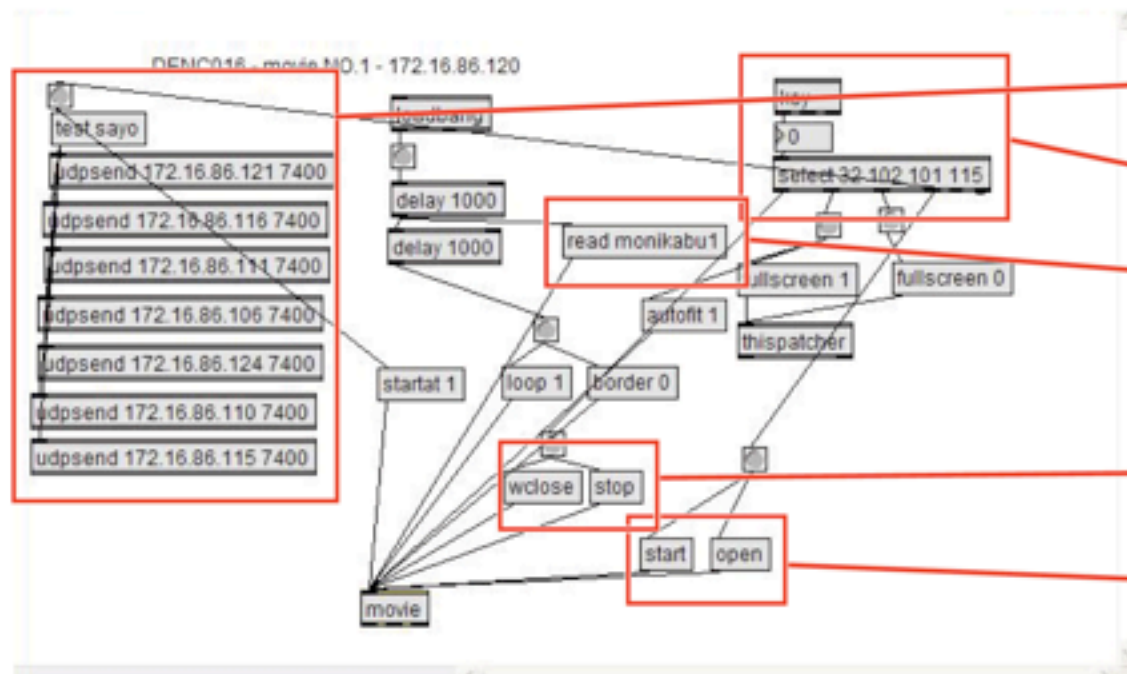 DENC016 - movie NO.1 - 172.16.86.120
test sayo
udpsend 172.16.86.121 7400
udpsend 172.16.86.116 7400
udpsend 172.16.86.111 7400
udpsend 172.16.86.106 7400
udpsend 172.16.86.124 7400
udpsend 172.16.86.110 7400
udpsend 172.16.86.115 7400
loadbang
delay 1000
delay 1000
read monikabu1
key
0
select 32 102 101 115
fullscreen 1
fullscreen 0
autofit 1
thispatcher
startat 1
loop 1
border 0
wclose
stop
start
open
movie